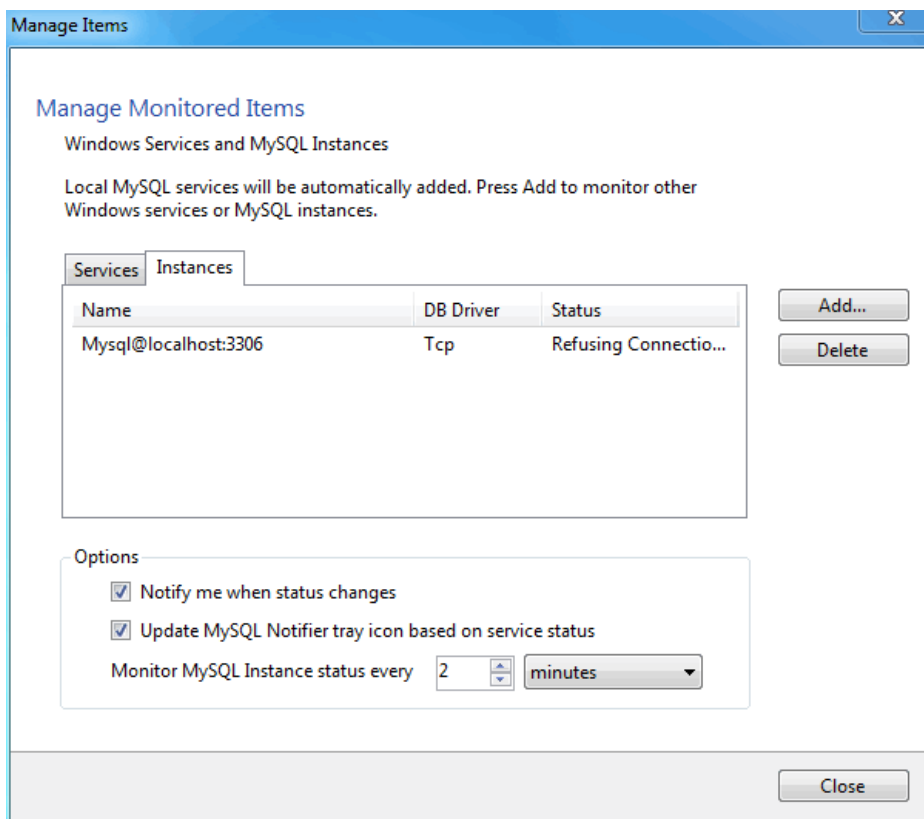 Manage Items
Manage Monitored Items
Windows Services and MySQL Instances
Local MySQL services will be automatically added. Press Add to monitor other
Windows services or MySQL instances.
Services Instances
Name DB Driver Status
Mysql@localhost:3306 Tcp Refusing Connectio...
Add...
Delete
Options
Notify me when status changes
Update MySQL Notifier tray icon based on service status
Monitor MySQL Instance status every 2 minutes
Close